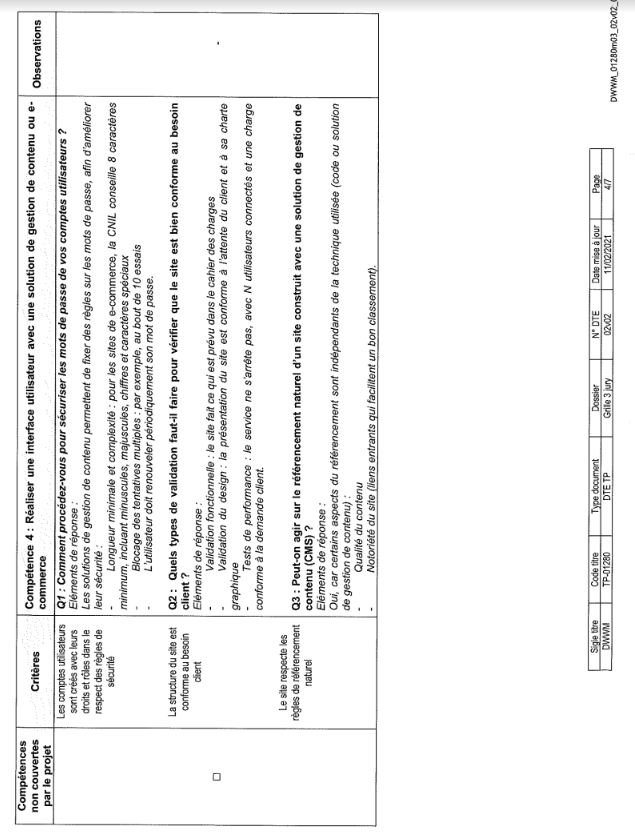 Compétences
non couvertes
par le projet
Critères
Compétence 4 : Réaliser une interface utilisateur avec une solution de gestion de contenu ou e-
commerce
Observations
Les comptes utilisateurs
sont créés avec leurs
droits et rôles dans le
respect des règles de
sécurité
Q1 : Comment procédez-vous pour sécuriser les mots de passe de vos comptes utilisateurs ?
Eléments de réponse :
Les solutions de gestion de contenu permettent de fixer des règles sur les mots de passe, afin d'améliorer
leur sécurité :
- Longueur minimale et complexité : pour les sites de e-commerce, la CNIL conseille 8 caractères
minimum, incluant minuscules, majuscules, chiffres et caractères spéciaux
- Blocage des tentatives multiples : par exemple, au bout de 10 essais
- L'utilisateur doit renouveler périodiquement son mot de passe.
La structure du site est
conforme au besoin
client
Q2 : Quels types de validation faut-il faire pour vérifier que le site est bien conforme au besoin
client ?
Eléments de réponse :
- Validation fonctionnelle : le site fait ce qui est prévu dans le cahier des charges
- Validation du design : la présentation du site est conforme à l'attente du client et à sa charte
graphique
- Tests de performance : le service ne s'arrête pas, avec N utilisateurs connectés et une charge
conforme à la demande client.
Le site respecte les
règles de référencement
naturel
Q3 : Peut-on agir sur le référencement naturel d'un site construit avec une solution de gestion de
contenu (CMS) ?
Eléments de réponse :
Oui, car certains aspects du référencement sont indépendants de la technique utilisée (code ou solution
de gestion de contenu) :
- Qualité du contenu
- Notoriété du site (liens entrants qui facilitent un bon classement).
Sigle titre Code titre Type document Dossier N° DTE Date mise à jour Page
DWWM TP-01280 DTE TP Grille 3 jury 02v02 11/02/2021 4/7
DWWM_01280m03_02v02_